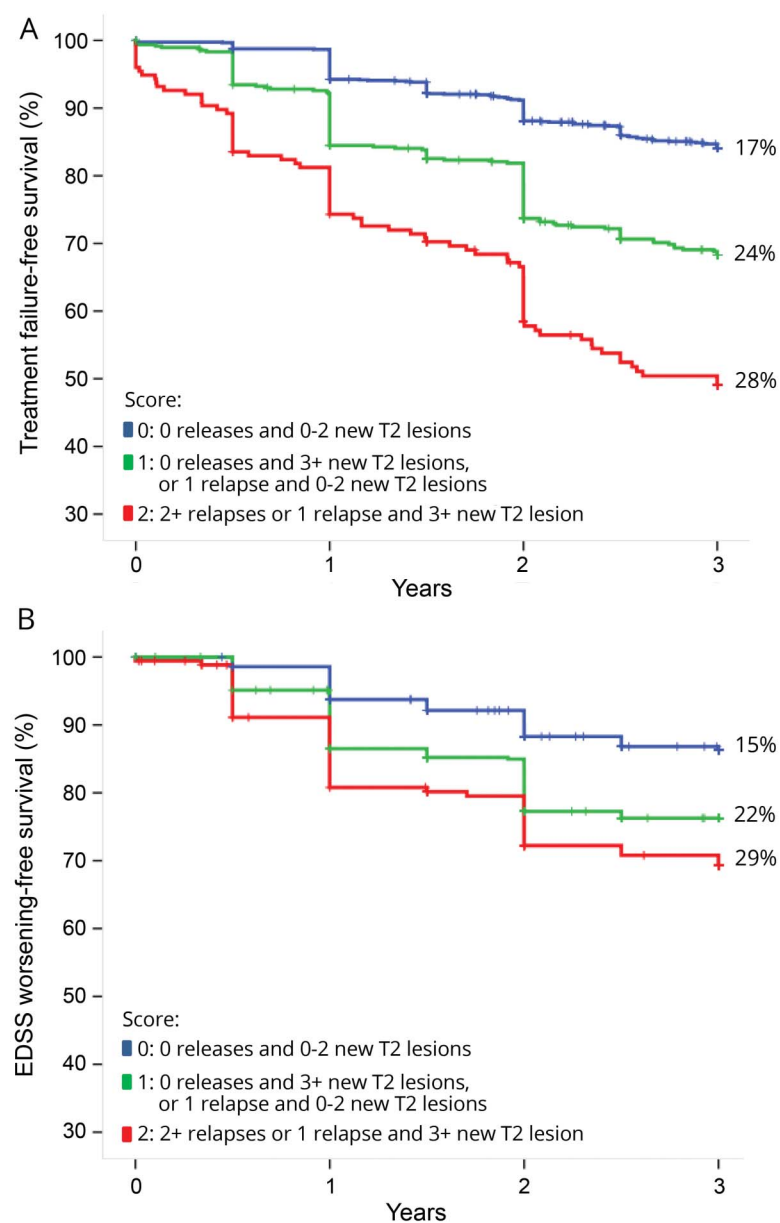 A
Treatment failure-free survival (%)
100
90
80
70
60
50
40
30
17%
24%
28%
Score:
0: 0 releases and 0-2 new T2 lesions
1: 0 releases and 3+ new T2 lesions,
or 1 relapse and 0-2 new T2 lesions
2: 2+ relapses or 1 relapse and 3+ new T2 lesion
0 1 2 3
Years
B
EDSS worsening-free survival (%)
100
90
80
70
60
50
40
30
15%
22%
29%
Score:
0: 0 releases and 0-2 new T2 lesions
1: 0 releases and 3+ new T2 lesions,
or 1 relapse and 0-2 new T2 lesions
2: 2+ relapses or 1 relapse and 3+ new T2 lesion
0 1 2 3
Years